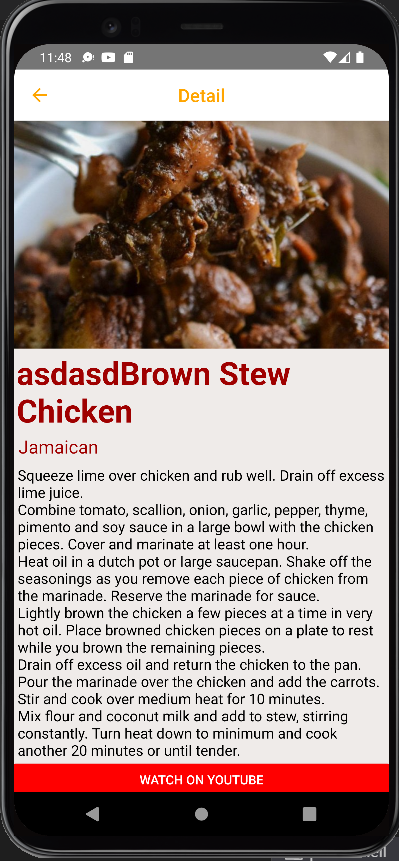 11:48
Detail
asdasdBrown Stew
Chicken
Jamaican
Squeeze lime over chicken and rub well. Drain off excess
lime juice.
Combine tomato, scallion, onion, garlic, pepper, thyme,
pimento and soy sauce in a large bowl with the chicken
pieces. Cover and marinate at least one hour.
Heat oil in a dutch pot or large saucepan. Shake off the
seasonings as you remove each piece of chicken from
the marinade. Reserve the marinade for sauce.
Lightly brown the chicken a few pieces at a time in very
hot oil. Place browned chicken pieces on a plate to rest
while you brown the remaining pieces.
Drain off excess oil and return the chicken to the pan.
Pour the marinade over the chicken and add the carrots.
Stir and cook over medium heat for 10 minutes.
Mix flour and coconut milk and add to stew, stirring
constantly. Turn heat down to minimum and cook
another 20 minutes or until tender.
WATCH ON YOUTUBE